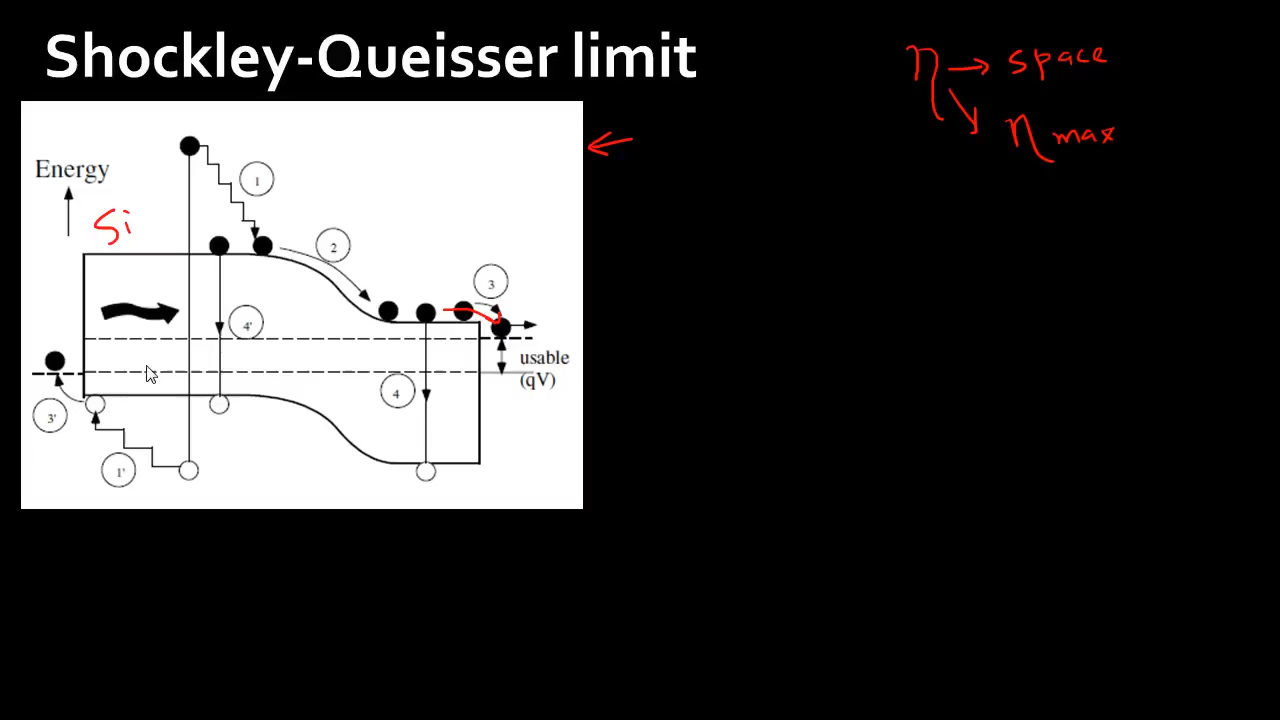 Shockley-Queisser limit
η → space
η max
Energy
Si
1
2
3
4'
4
usable
(qV)
3'
1'